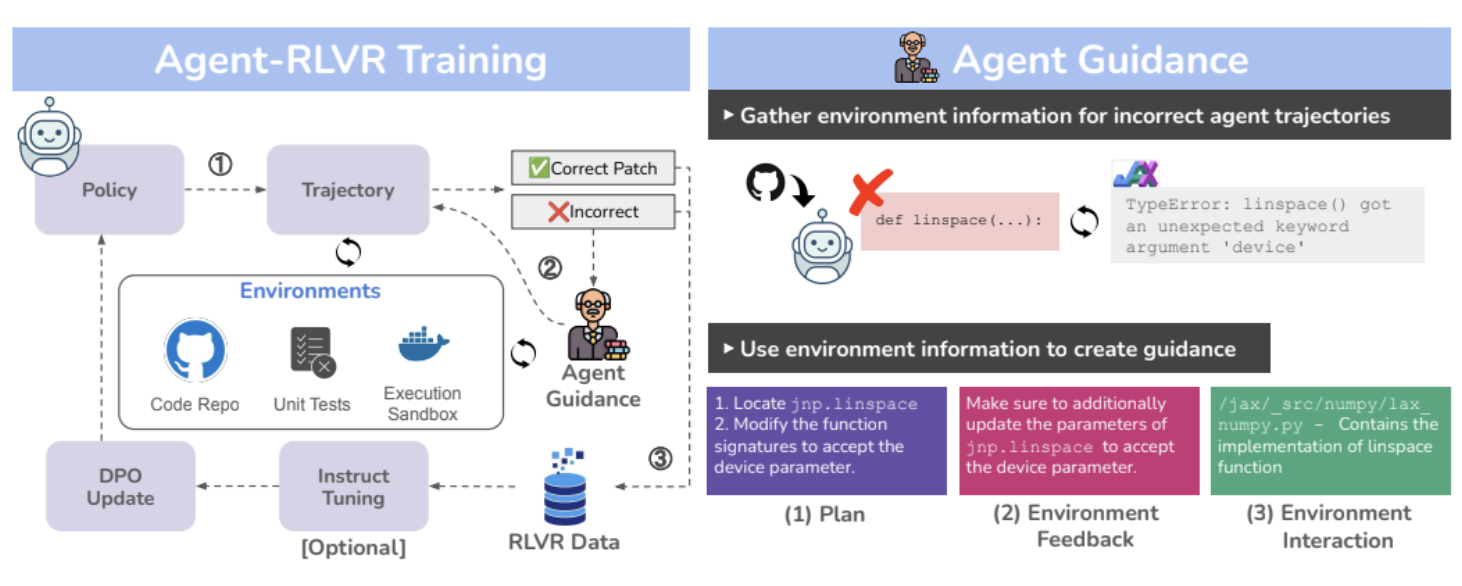 Agent-RLVR Training
①
Policy
Trajectory
✅Correct Patch
❌Incorrect
②
Environments
Code Repo
Unit Tests
Execution
Sandbox
Agent
Guidance
③
DPO
Update
Instruct
Tuning
[Optional]
RLVR Data
Agent Guidance
▸ Gather environment information for incorrect agent trajectories
def linspace(...):
JAX
TypeError: linspace() got
an unexpected keyword
argument 'device'
▸ Use environment information to create guidance
1. Locate jnp.linspace
2. Modify the function
signatures to accept the
device parameter.
(1) Plan
Make sure to additionally
update the parameters of
jnp.linspace to accept
the device parameter.
(2) Environment
Feedback
/jax/_src/numpy/lax_
numpy.py – Contains the
implementation of linspace
function
(3) Environment
Interaction